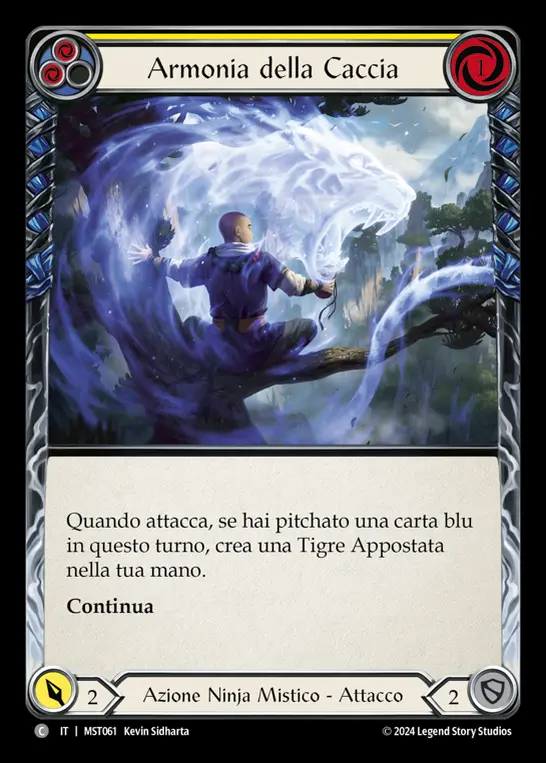 Armonia della Caccia
1
Quando attacca, se hai pitchato una carta blu
in questo turno, crea una Tigre Appostata
nella tua mano.
Continua
2
Azione Ninja Mistico - Attacco
2
C IT | MST061 Kevin Sidharta
© 2024 Legend Story Studios